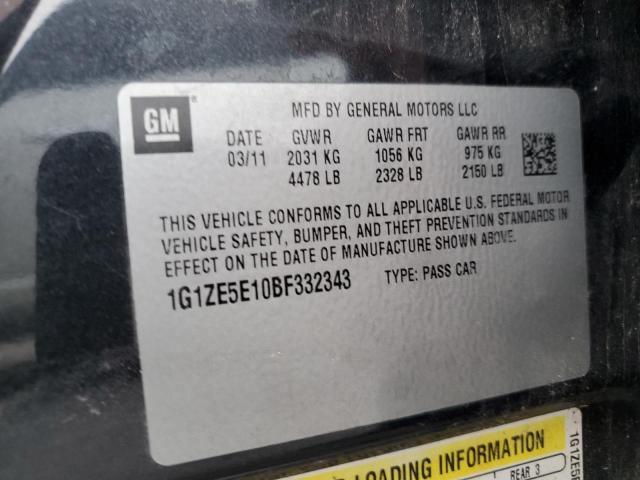 GM
MFD BY GENERAL MOTORS LLC
DATE GVWR GAWR FRT GAWR RR
03/11 2031 KG 1056 KG 975 KG
4478 LB 2328 LB 2150 LB
THIS VEHICLE CONFORMS TO ALL APPLICABLE U.S. FEDERAL MOTOR
VEHICLE SAFETY, BUMPER, AND THEFT PREVENTION STANDARDS IN
EFFECT ON THE DATE OF MANUFACTURE SHOWN ABOVE.
1G1ZE5E10BF332343 TYPE: PASS CAR
LOADING INFORMATION
REAR 3